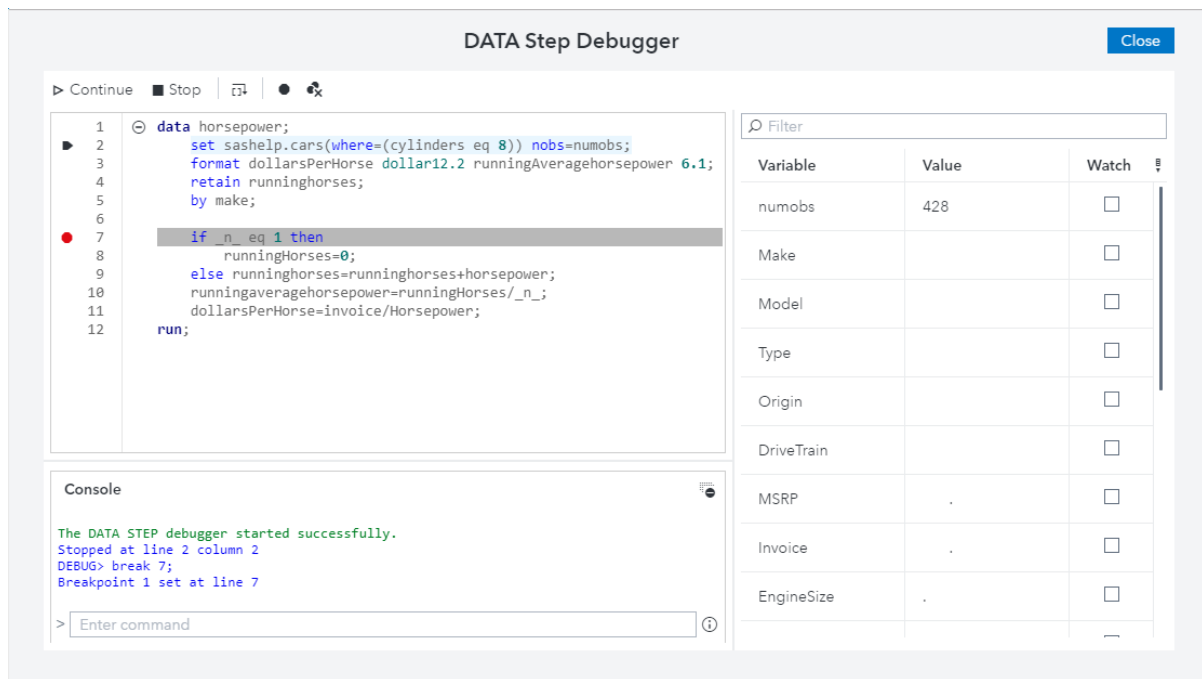 DATA Step Debugger
Close
Continue Stop
1 data horsepower;
2 set sashelp.cars(where=(cylinders eq 8)) nobs=numobs;
3 format dollarsPerHorse dollar12.2 runningAveragehorsepower 6.1;
4 retain runninghorses;
5 by make;
6
7 if _n_ eq 1 then
8 runningHorses=0;
9 else runninghorses=runninghorses+horsepower;
10 runningaveragehorsepower=runningHorses/_n_;
11 dollarsPerHorse=invoice/Horsepower;
12 run;
Console
The DATA STEP debugger started successfully.
Stopped at line 2 column 2
DEBUG> break 7;
Breakpoint 1 set at line 7
> Enter command
Filter
Variable Value Watch
numobs 428
Make
Model
Type
Origin
DriveTrain
MSRP .
Invoice .
EngineSize .